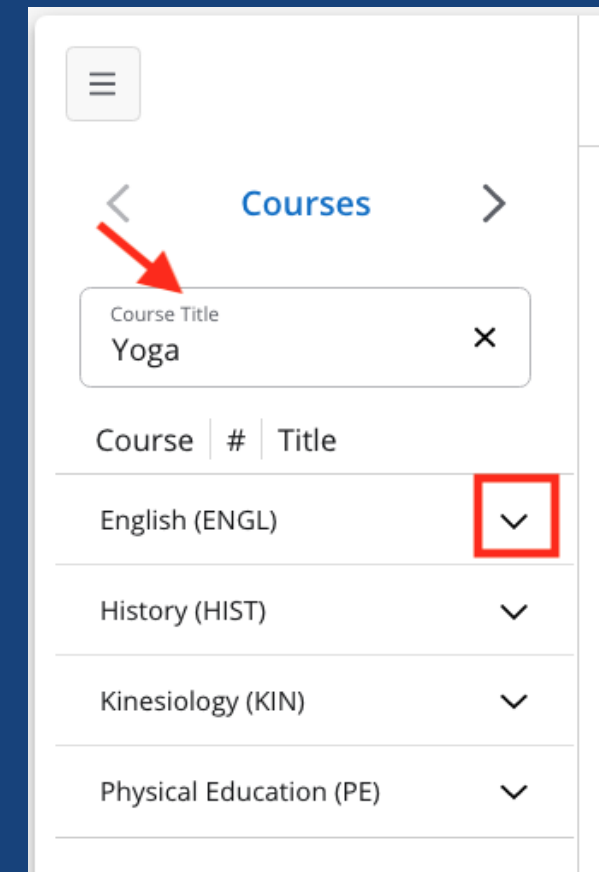 Courses
Course Title
Yoga
Course # Title
English (ENGL)
History (HIST)
Kinesiology (KIN)
Physical Education (PE)